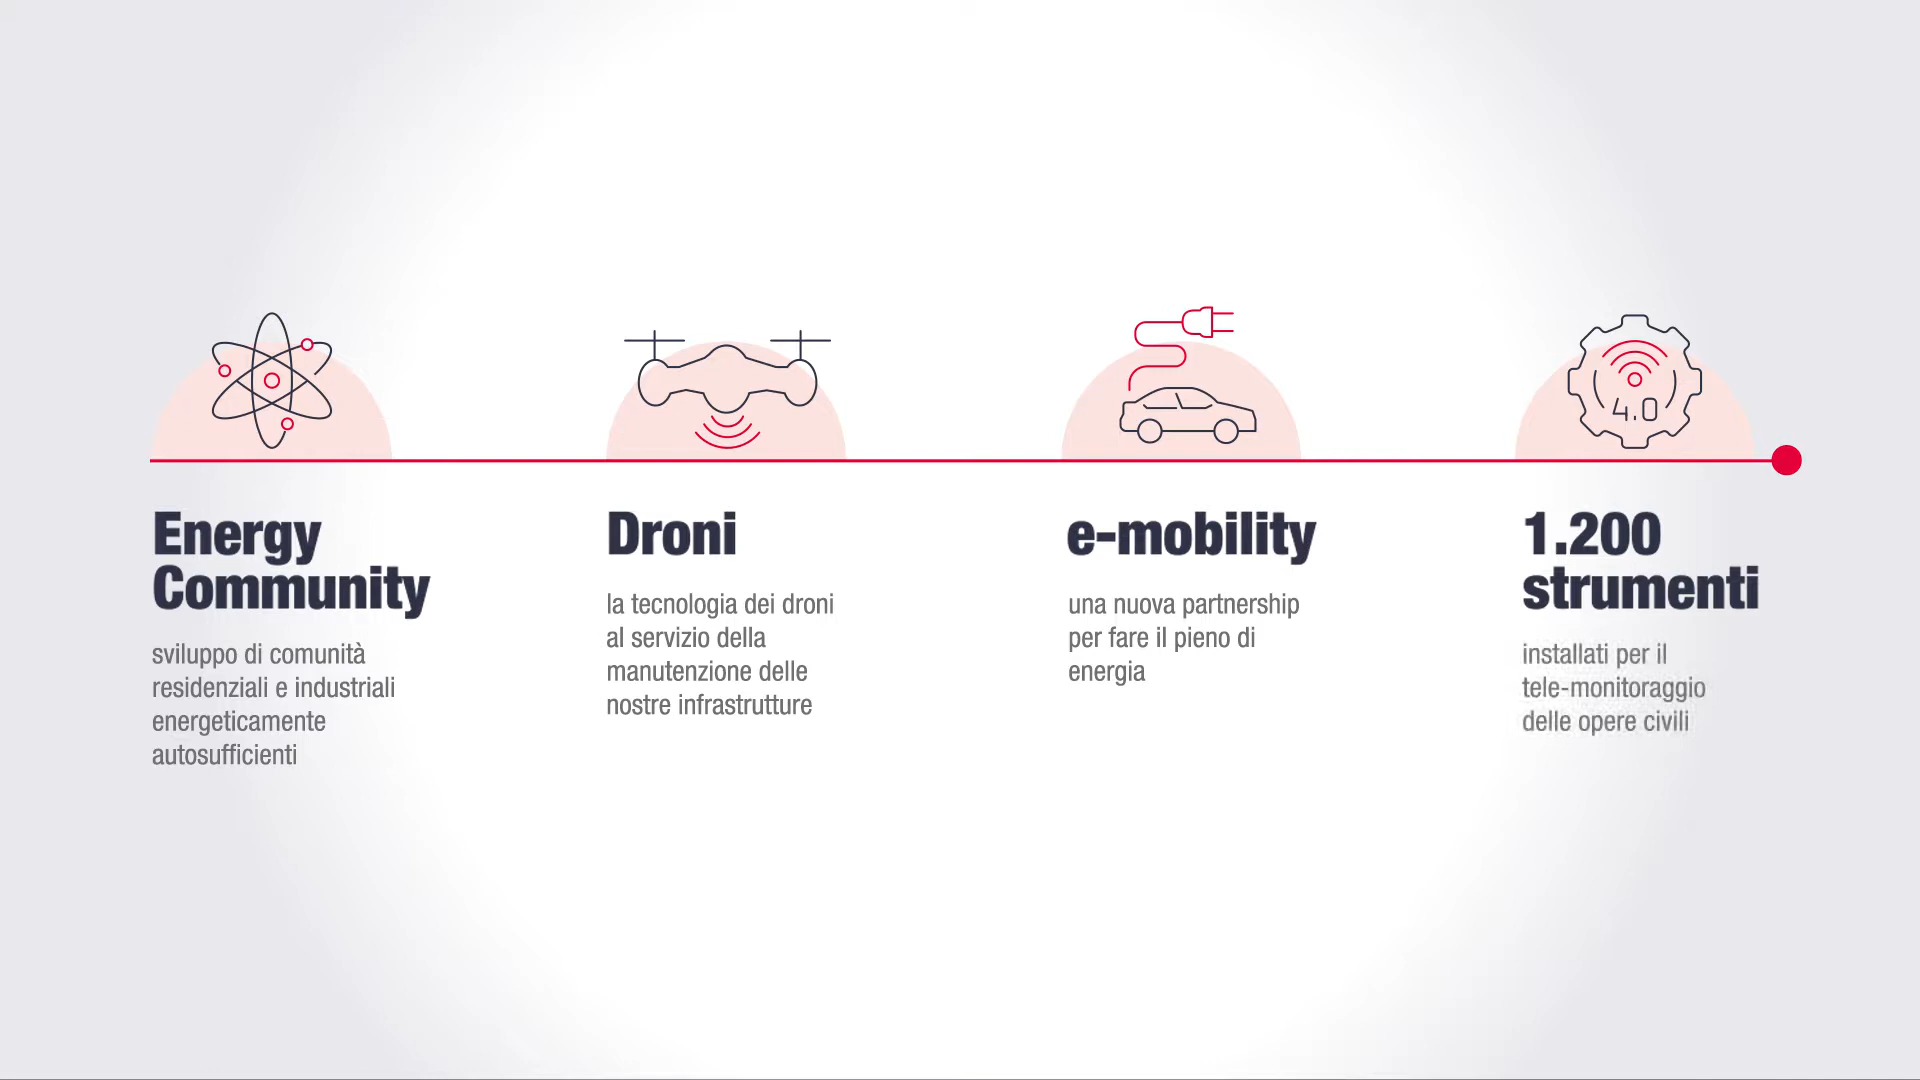 4.0
Energy
Community
sviluppo di comunità
residenziali e industriali
energeticamente
autosufficienti
Droni
la tecnologia dei droni
al servizio della
manutenzione delle
nostre infrastrutture
e-mobility
una nuova partnership
per fare il pieno di
energia
1.200
strumenti
installati per il
tele-monitoraggio
delle opere civili